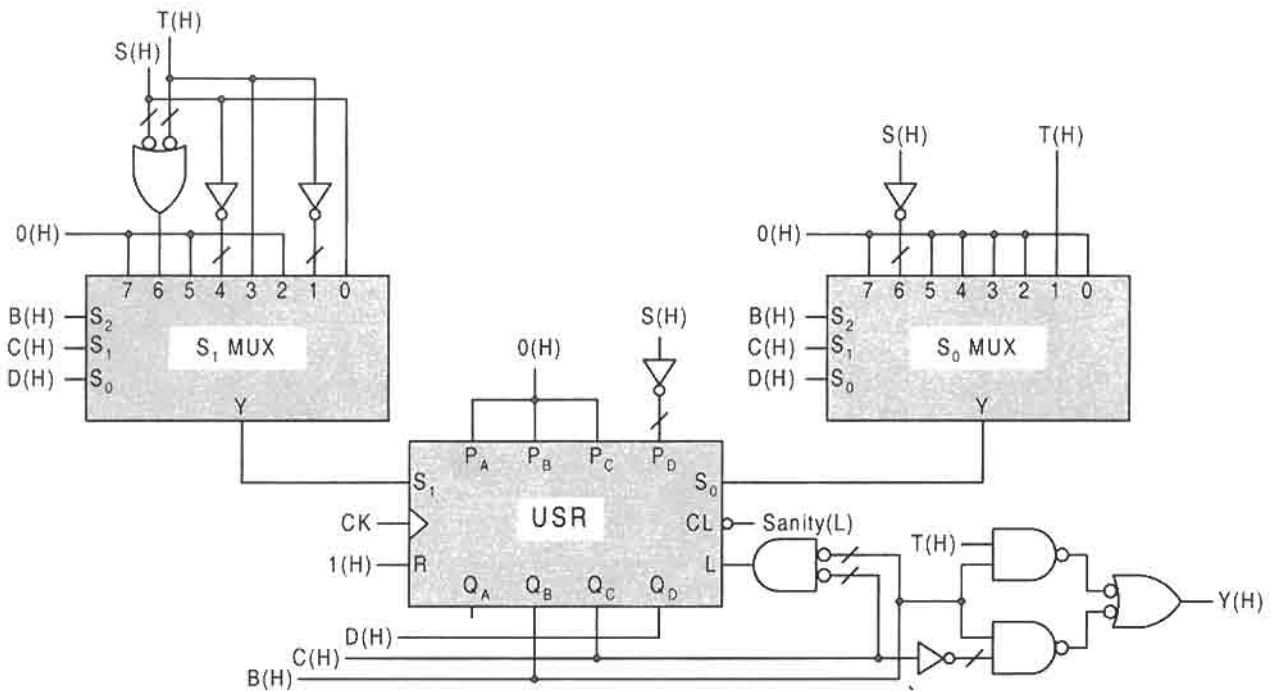 T(H)
S(H)
S(H)
T(H)
0(H)
0(H)
7 6 5 4 3 2 1 0
7 6 5 4 3 2 1 0
B(H) S2
C(H) S1
D(H) S0
S1 MUX
Y
B(H) S2
C(H) S1
D(H) S0
S0 MUX
Y
0(H)
S(H)
PA PB PC PD
S1
S0
CK
USR
CL
Sanity(L)
1(H)
R
L
QA QB QC QD
T(H)
Y(H)
D(H)
C(H)
B(H)